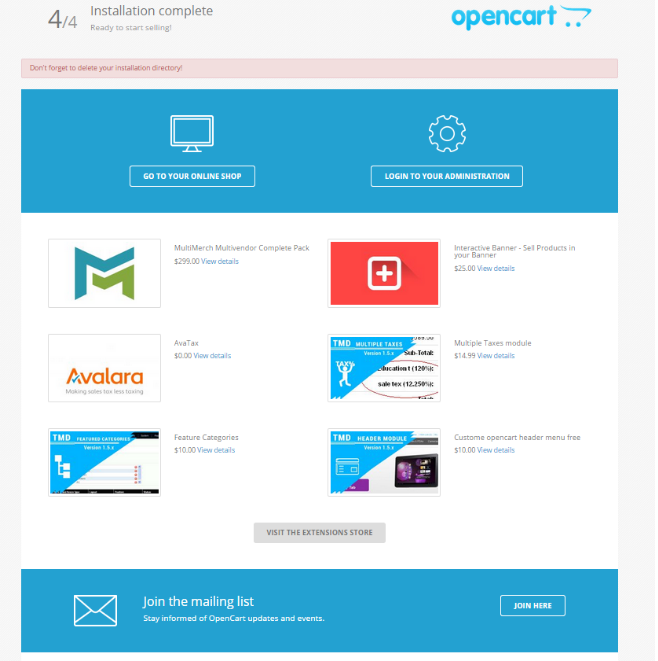 4/4
Installation complete
Ready to start selling!
opencart
Don't forget to delete your installation directory!
GO TO YOUR ONLINE SHOP
LOGIN TO YOUR ADMINISTRATION
MultiMerch Multivendor Complete Pack
$299.00 View details
Interactive Banner - Sell Products in
your Banner
$25.00 View details
Avalara
Making sales tax less taxing
AvaTax
$0.00 View details
TMD MULTIPLE TAXES
Version 1.5.x
TAX%
Sub-Total:
Education t (120%):
sale tex (12.250%):
Multiple Taxes module
$14.99 View details
TMD FEATURED CATEGORIES
Version 1.5.x
Feature Categories
$10.00 View details
TMD HEADER MODULE
Version 1.5.x
Custome opencart header menu free
$10.00 View details
VISIT THE EXTENSIONS STORE
Join the mailing list
Stay informed of OpenCart updates and events.
JOIN HERE